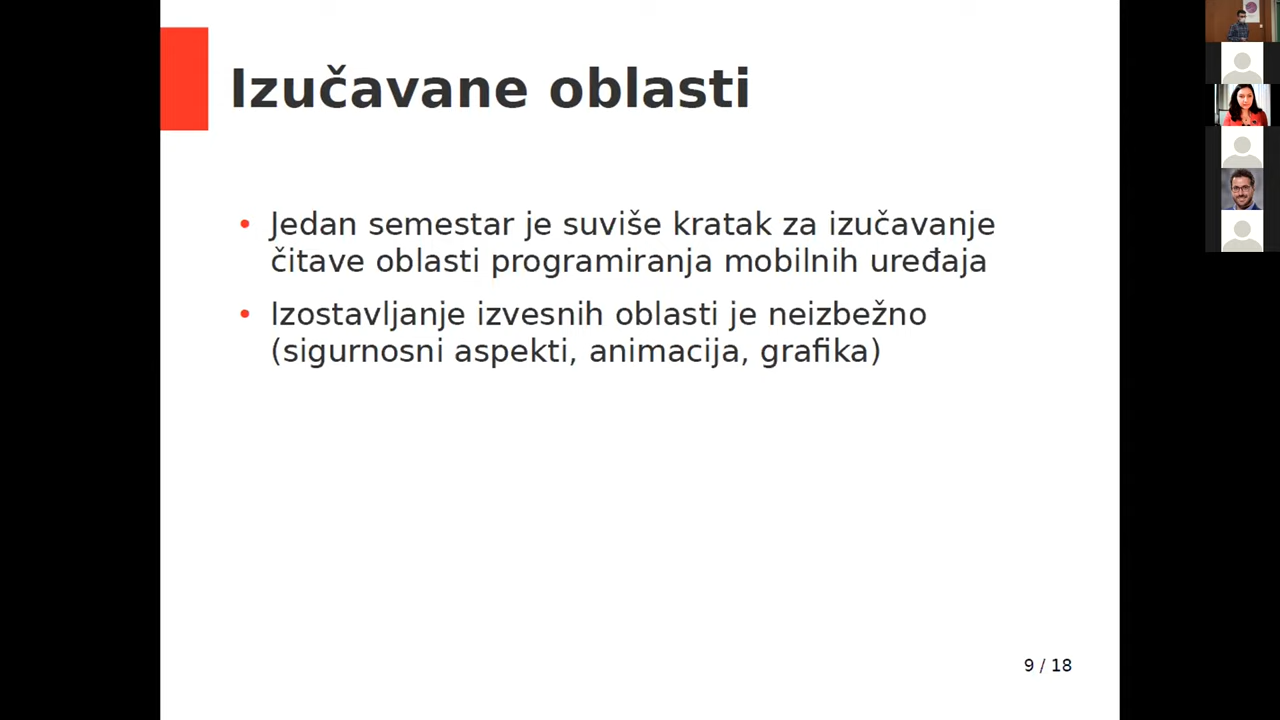 Izučavane oblasti
• Jedan semestar je suviše kratak za izučavanje
čitave oblasti programiranja mobilnih uređaja
• Izostavljanje izvesnih oblasti je neizbežno
(sigurnosni aspekti, animacija, grafika)
9 / 18